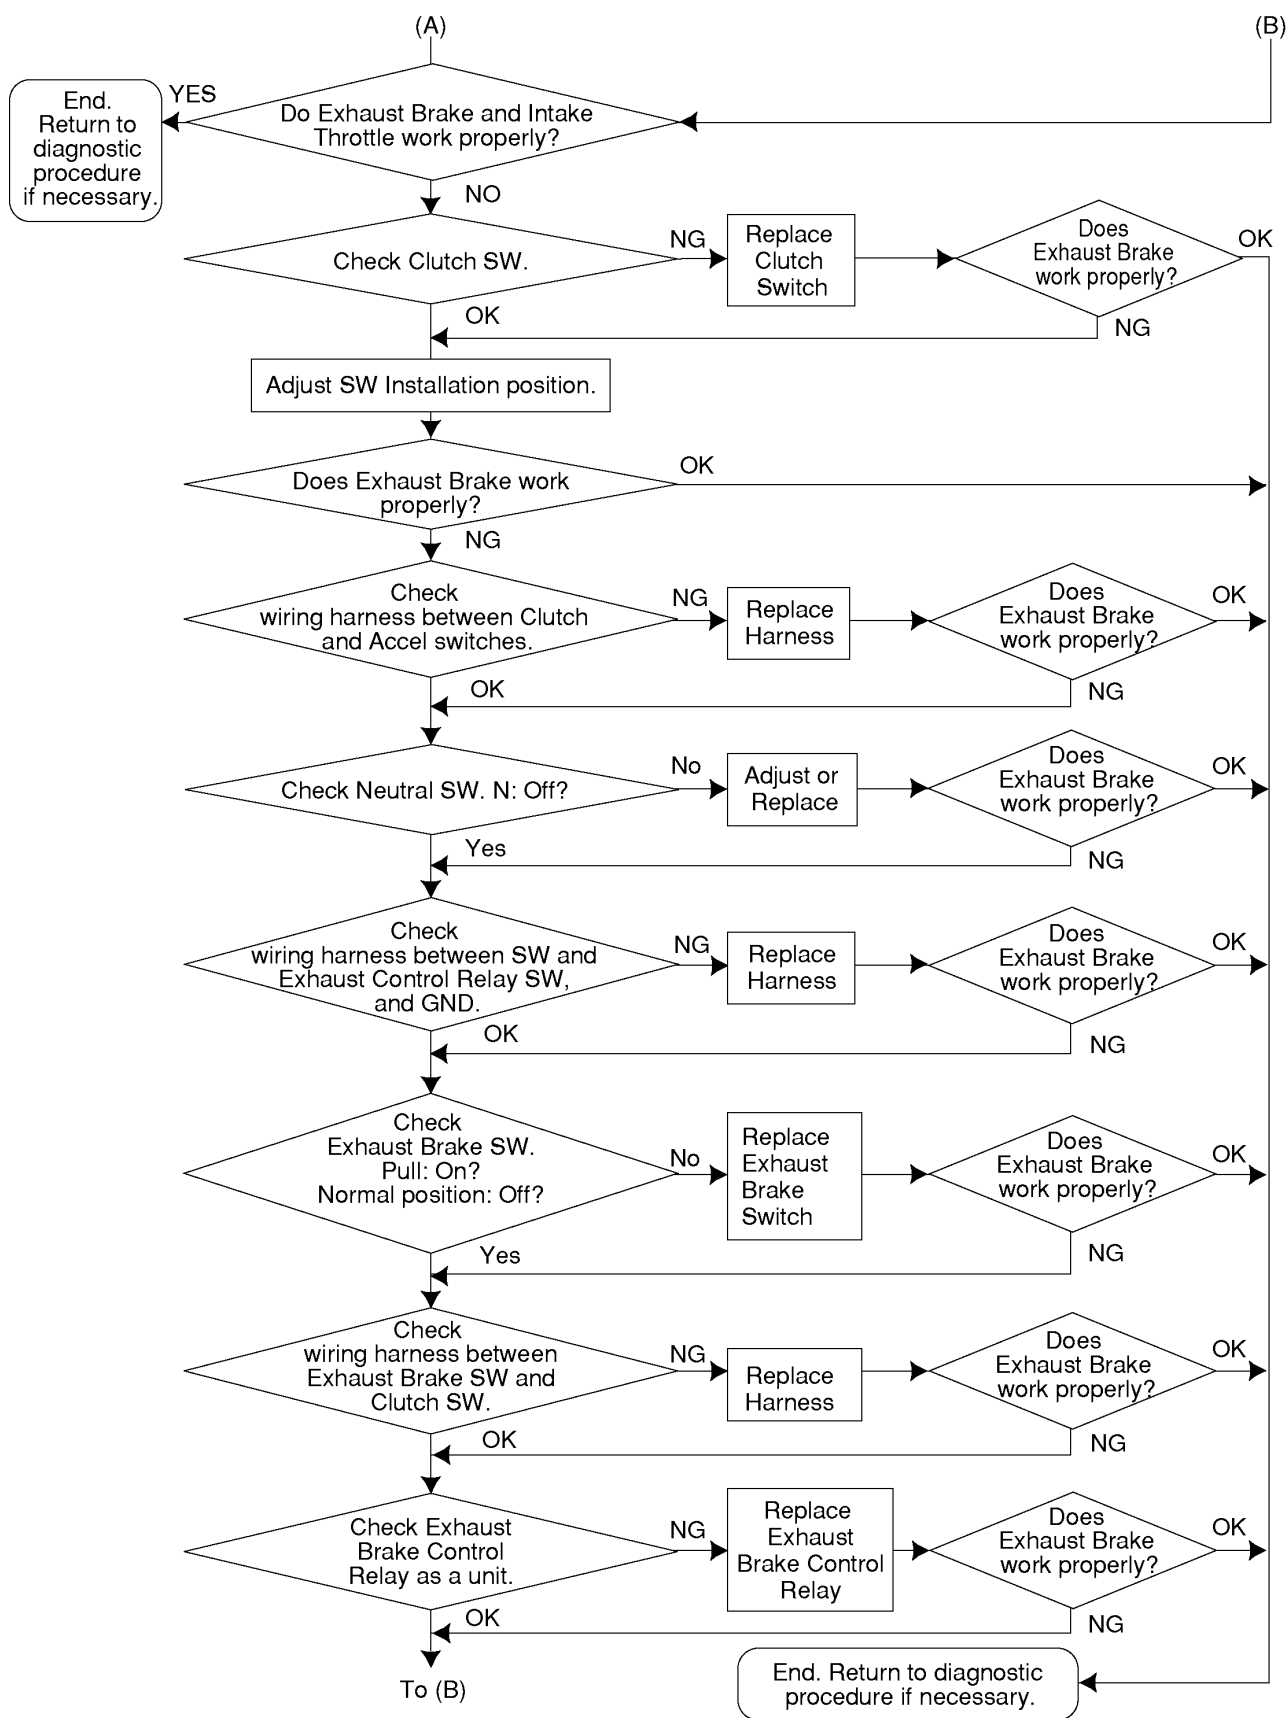 (A)
(B)
End.
Return to
diagnostic
procedure
if necessary.
YES
Do Exhaust Brake and Intake
Throttle work properly?
NO
Check Clutch SW.
NG
Replace
Clutch
Switch
Does
Exhaust Brake
work properly?
OK
OK
NG
Adjust SW Installation position.
Does Exhaust Brake work
properly?
OK
NG
Check
wiring harness between Clutch
and Accel switches.
NG
Replace
Harness
Does
Exhaust Brake
work properly?
OK
OK
NG
Check Neutral SW. N: Off?
No
Adjust or
Replace
Does
Exhaust Brake
work properly?
OK
Yes
NG
Check
wiring harness between SW and
Exhaust Control Relay SW,
and GND.
NG
Replace
Harness
Does
Exhaust Brake
work properly?
OK
OK
NG
Check
Exhaust Brake SW.
Pull: On?
Normal position: Off?
No
Replace
Exhaust
Brake
Switch
Does
Exhaust Brake
work properly?
OK
Yes
NG
Check
wiring harness between
Exhaust Brake SW and
Clutch SW.
NG
Replace
Harness
Does
Exhaust Brake
work properly?
OK
OK
NG
Check Exhaust
Brake Control
Relay as a unit.
NG
Replace
Exhaust
Brake Control
Relay
Does
Exhaust Brake
work properly?
OK
OK
NG
To (B)
End. Return to diagnostic
procedure if necessary.